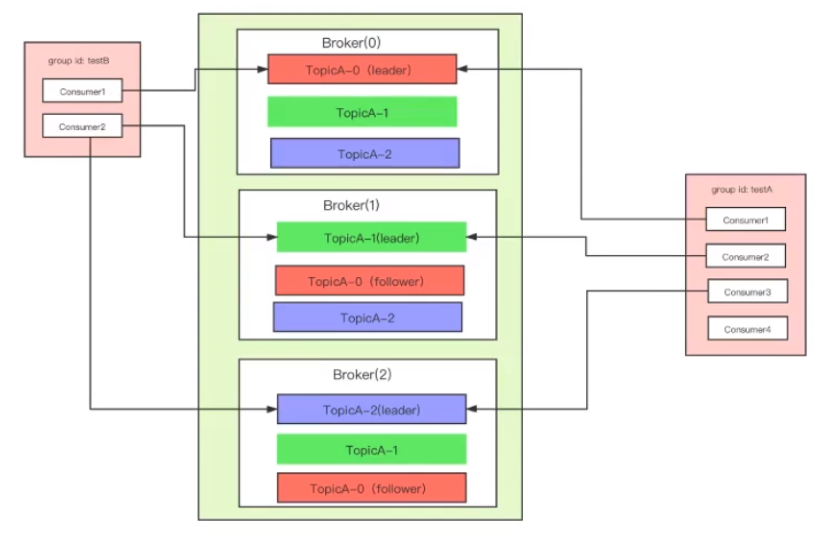 group id: testB
Consumer1
Consumer2
Broker(0)
TopicA-0（leader）
TopicA-1
TopicA-2
Broker(1)
TopicA-1(leader)
TopicA-0（follower）
TopicA-2
Broker(2)
TopicA-2(leader)
TopicA-1
TopicA-0（follower）
group id: testA
Consumer1
Consumer2
Consumer3
Consumer4